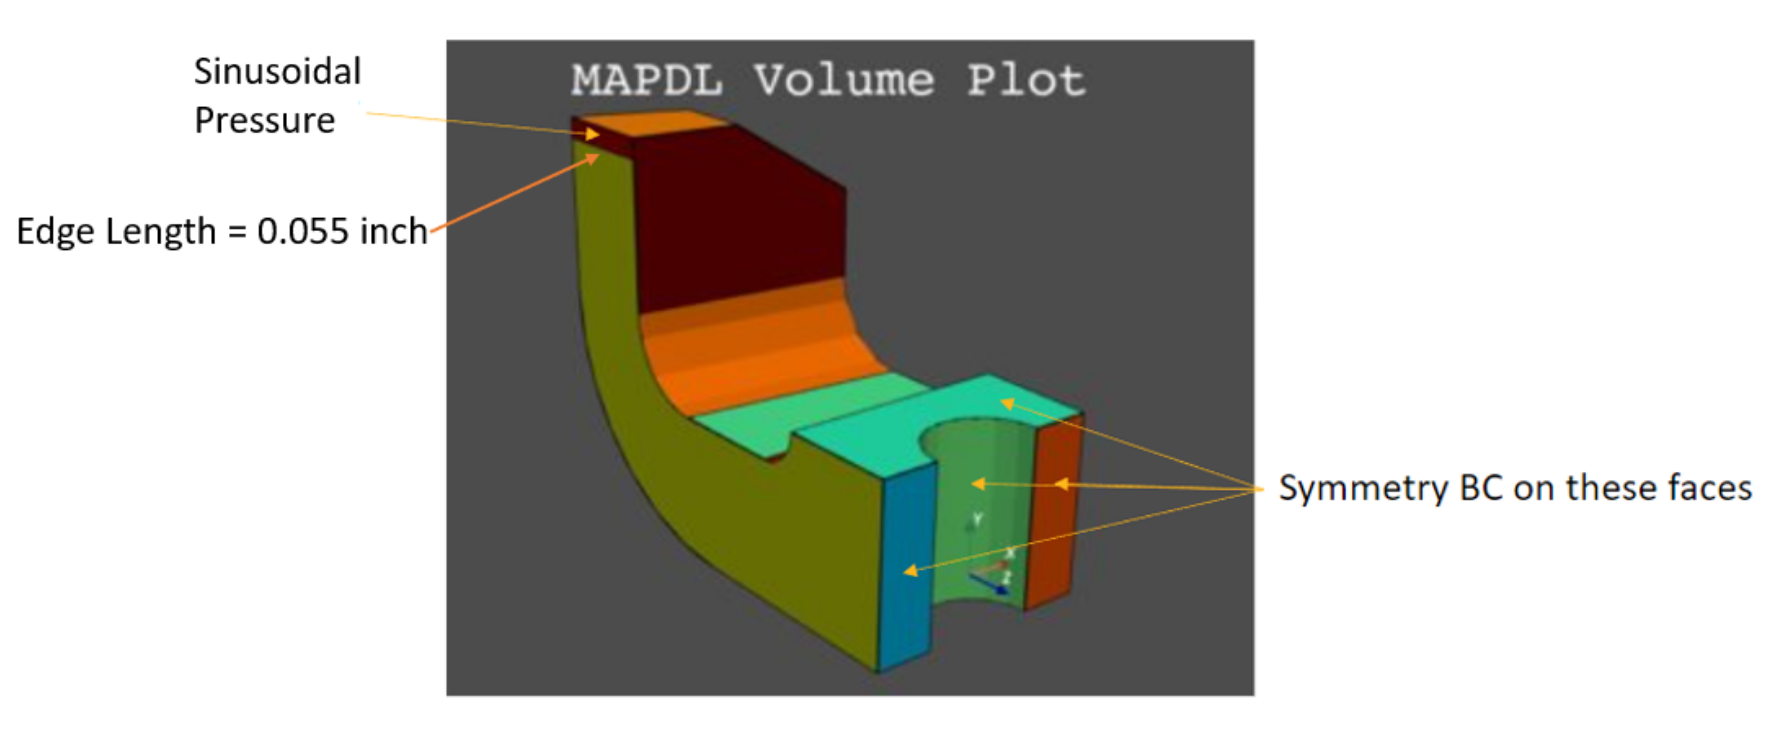 MAPDL Volume Plot
Sinusoidal
Pressure
Edge Length = 0.055 inch
Symmetry BC on these faces
Y
X
Z